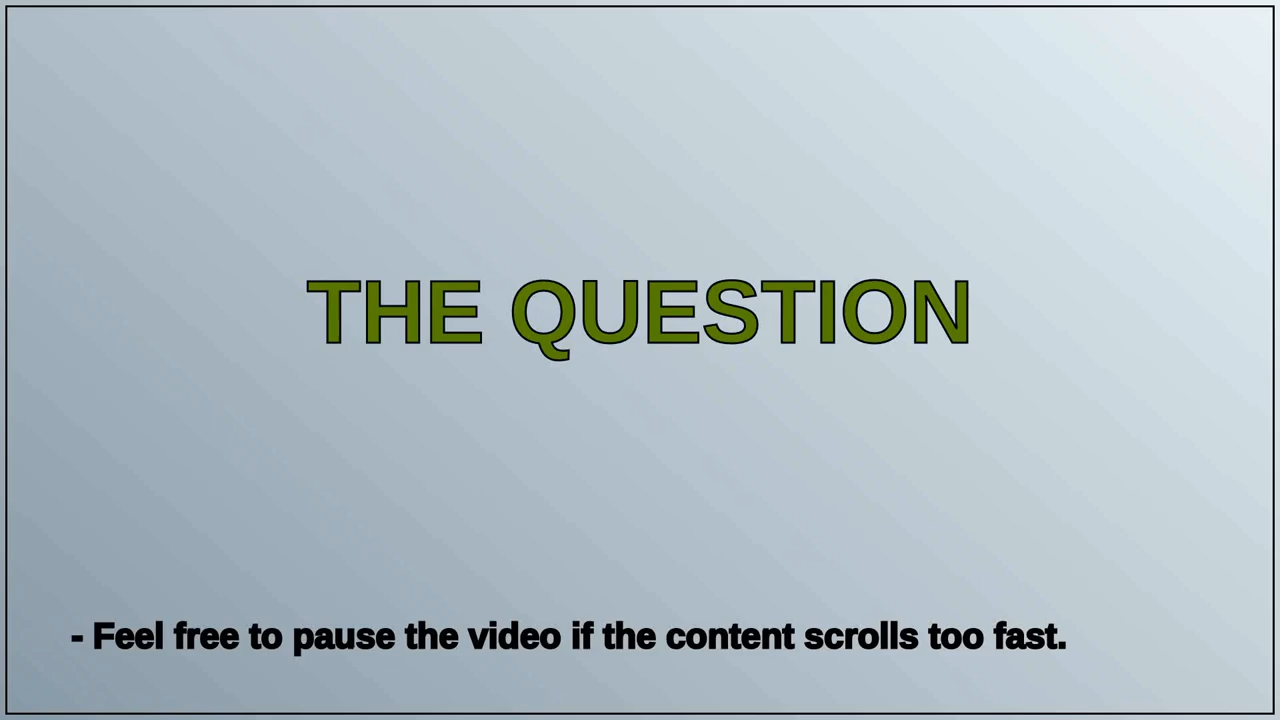 THE QUESTION
- Feel free to pause the video if the content scrolls too fast.